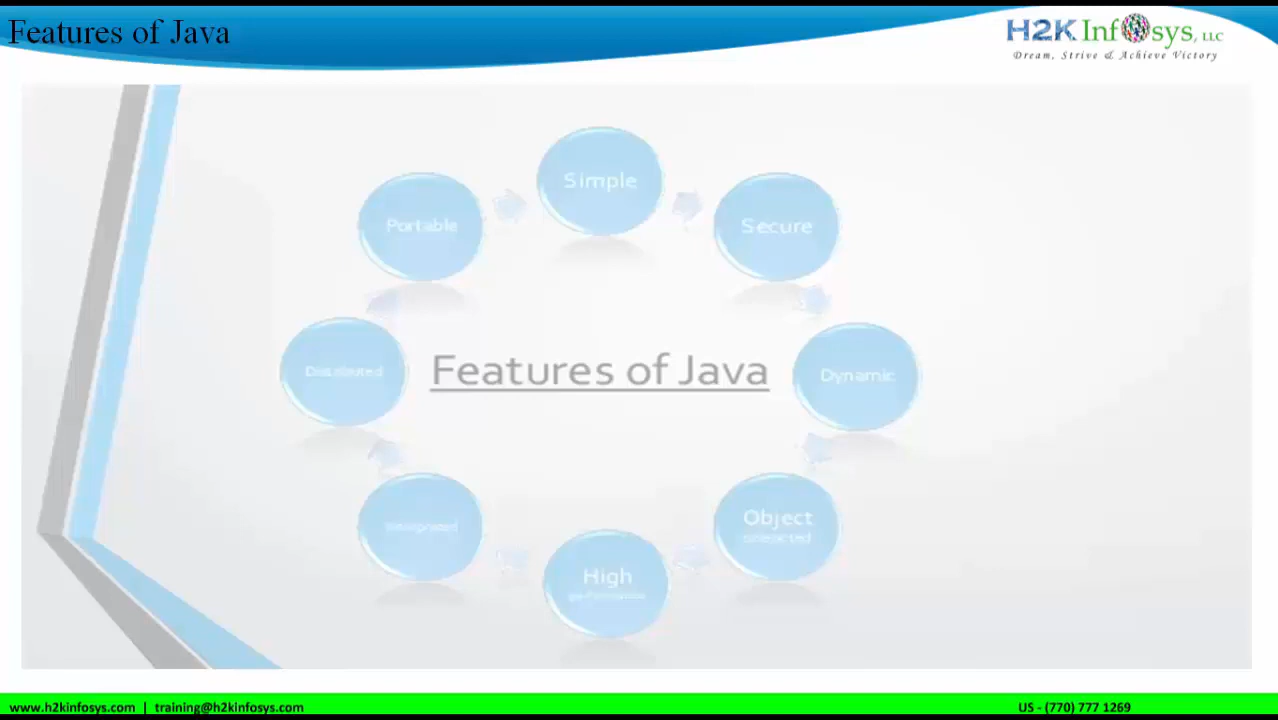 Features of Java
H2K Infosys, LLC
Dream, Strive & Achieve Victory
Simple
Portable
Secure
Distributed
Features of Java
Dynamic
Object
High
www.h2kinfosys.com | training@h2kinfosys.com
US - (770) 777 1269